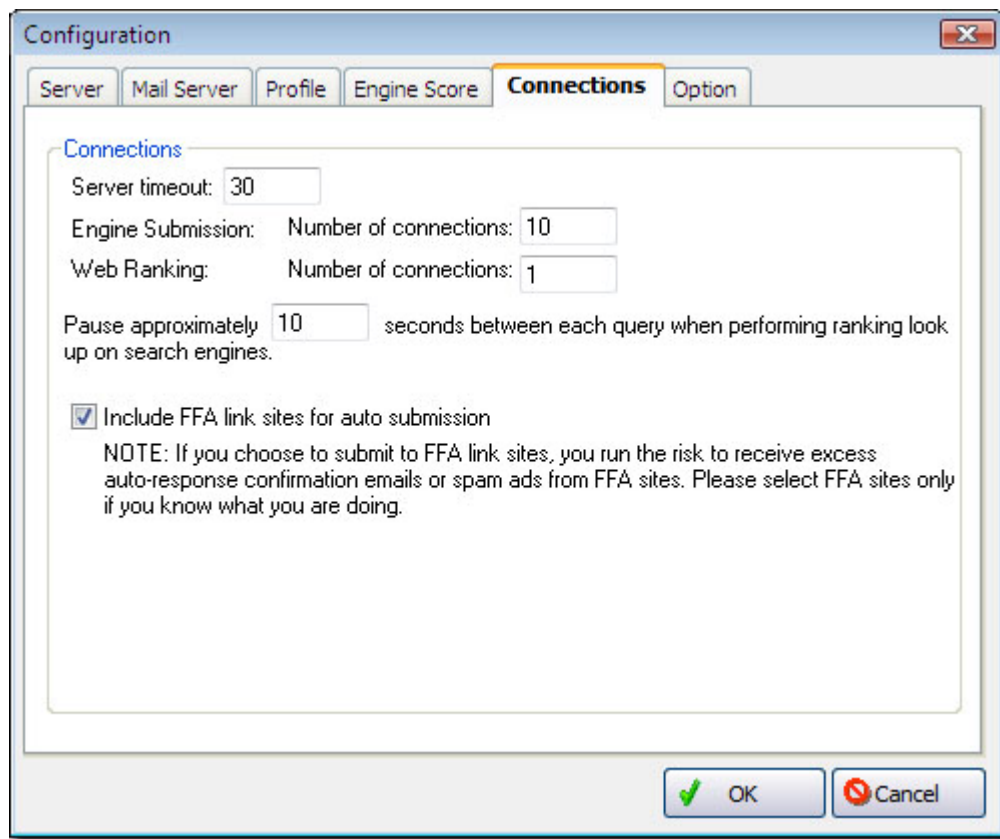 Configuration
Server Mail Server Profile Engine Score Connections Option
Connections
Server timeout: 30
Engine Submission: Number of connections: 10
Web Ranking: Number of connections: 1
Pause approximately 10 seconds between each query when performing ranking look
up on search engines.
Include FFA link sites for auto submission
NOTE: If you choose to submit to FFA link sites, you run the risk to receive excess
auto-response confirmation emails or spam ads from FFA sites. Please select FFA sites only
if you know what you are doing.
OK Cancel